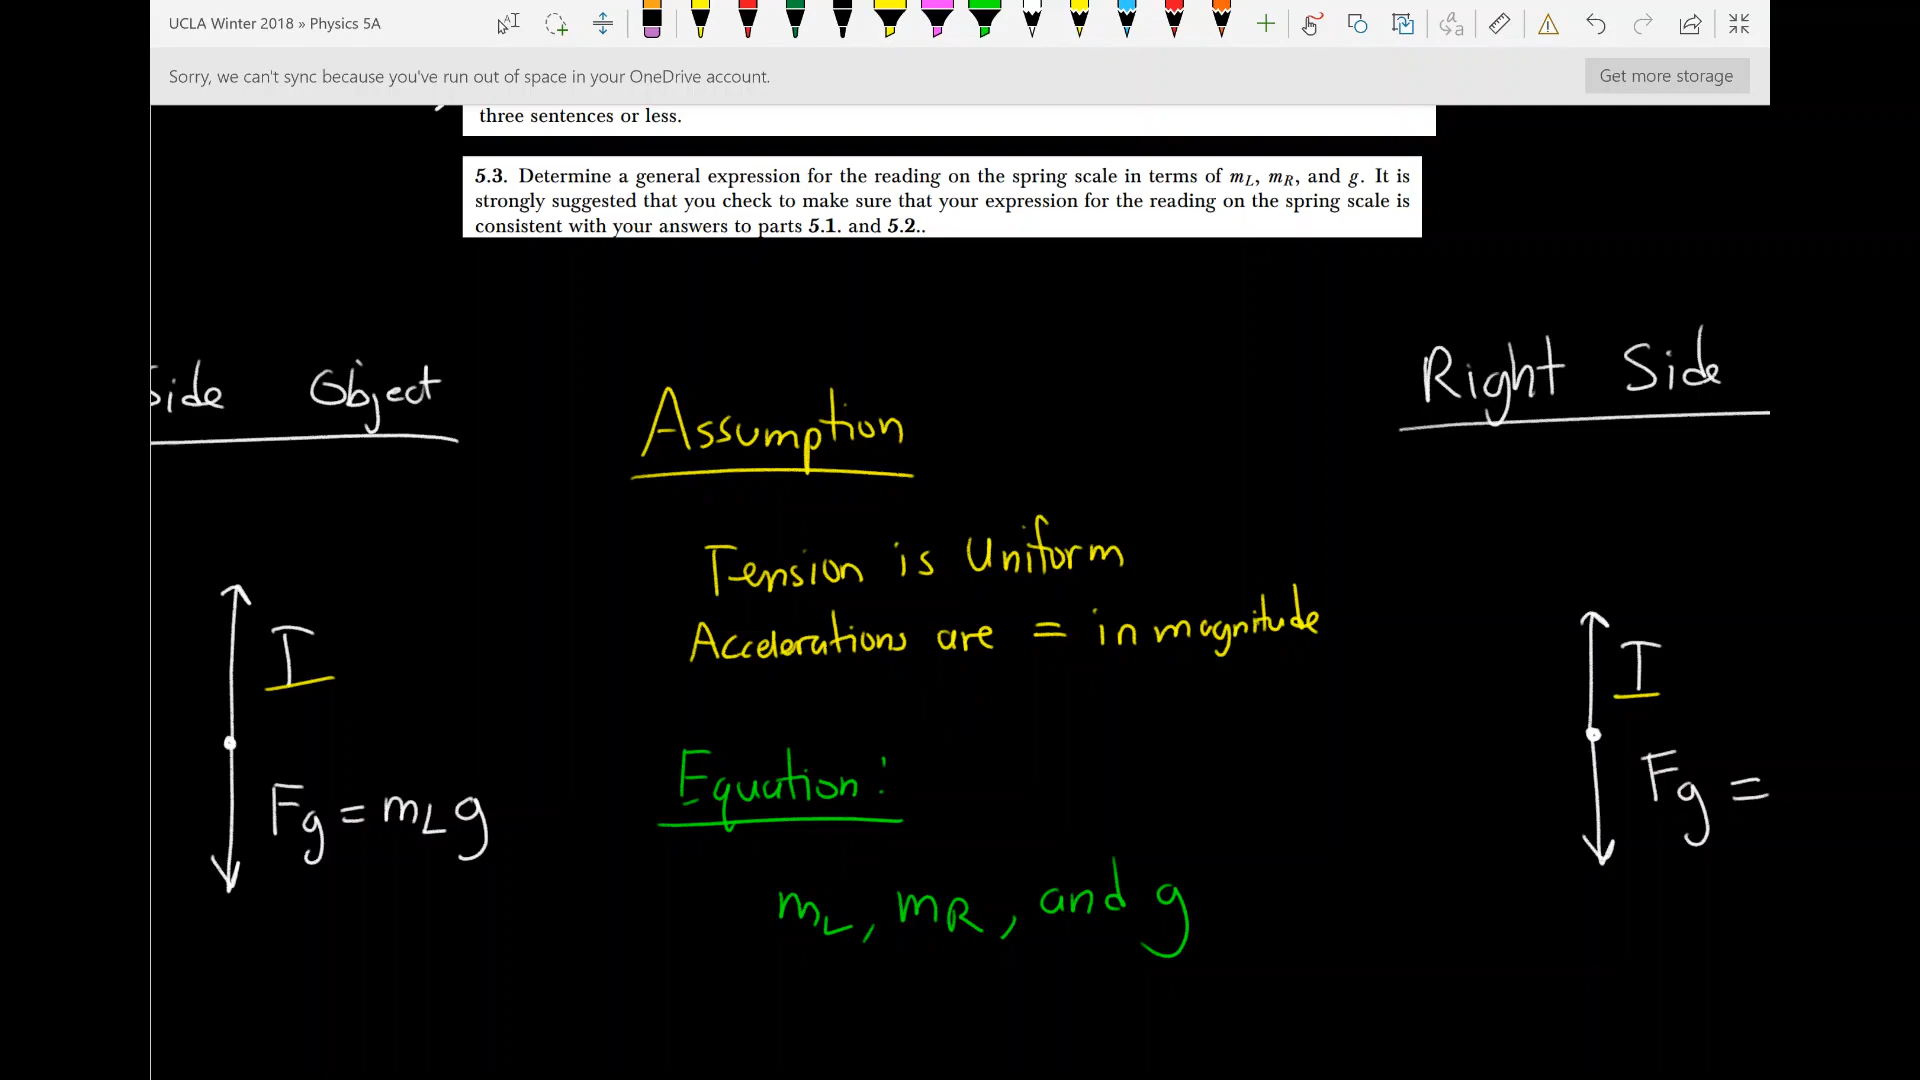 UCLA Winter 2018 » Physics 5A
Sorry, we can't sync because you've run out of space in your OneDrive account.
Get more storage
three sentences or less.
5.3. Determine a general expression for the reading on the spring scale in terms of mL, mR, and g. It is
strongly suggested that you check to make sure that your expression for the reading on the spring scale is
consistent with your answers to parts 5.1. and 5.2..
Side Object
Assumption
Right Side
Tension is Uniform
Accelerations are = in magnitude
T
T
Equation:
Fg = mL g
Fg =
mL, mR, and g